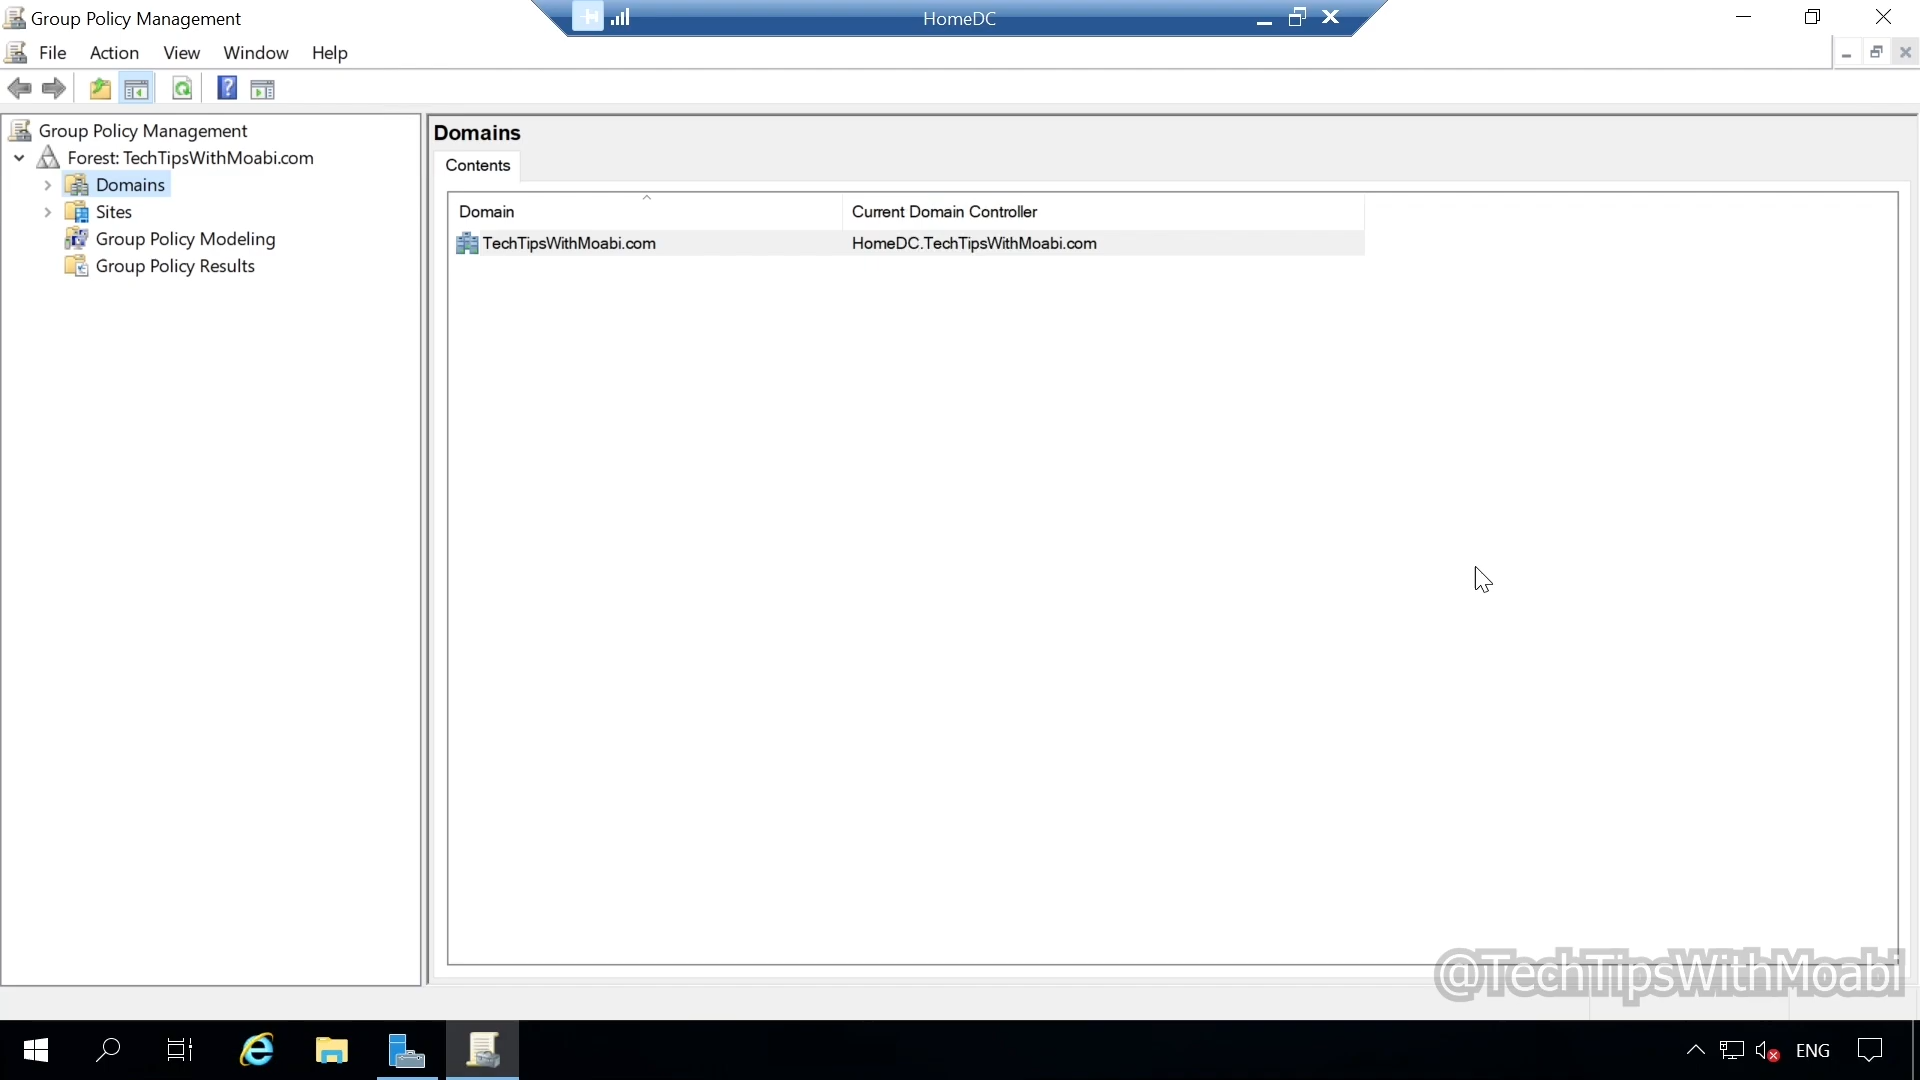 Group Policy Management
HomeDC
File Action View Window Help
Group Policy Management
Forest: TechTipsWithMoabi.com
Domains
Sites
Group Policy Modeling
Group Policy Results
Domains
Contents
Domain Current Domain Controller
TechTipsWithMoabi.com HomeDC.TechTipsWithMoabi.com
@TechTipsWithMoabi
ENG